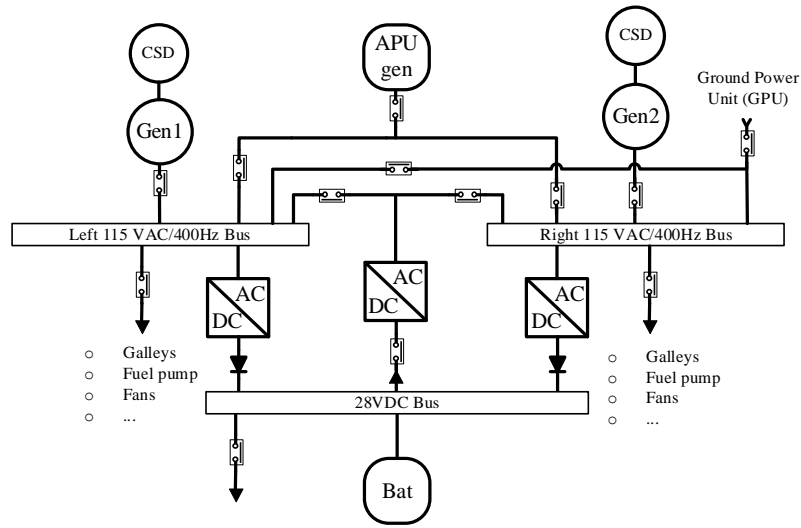 CSD
APU
gen
CSD
Ground Power
Unit (GPU)
Gen1
Gen2
Left 115 VAC/400Hz Bus
Right 115 VAC/400Hz Bus
AC
DC
AC
DC
AC
DC
○ Galleys
○ Fuel pump
○ Fans
○ ...
○ Galleys
○ Fuel pump
○ Fans
○ ...
28VDC Bus
Bat